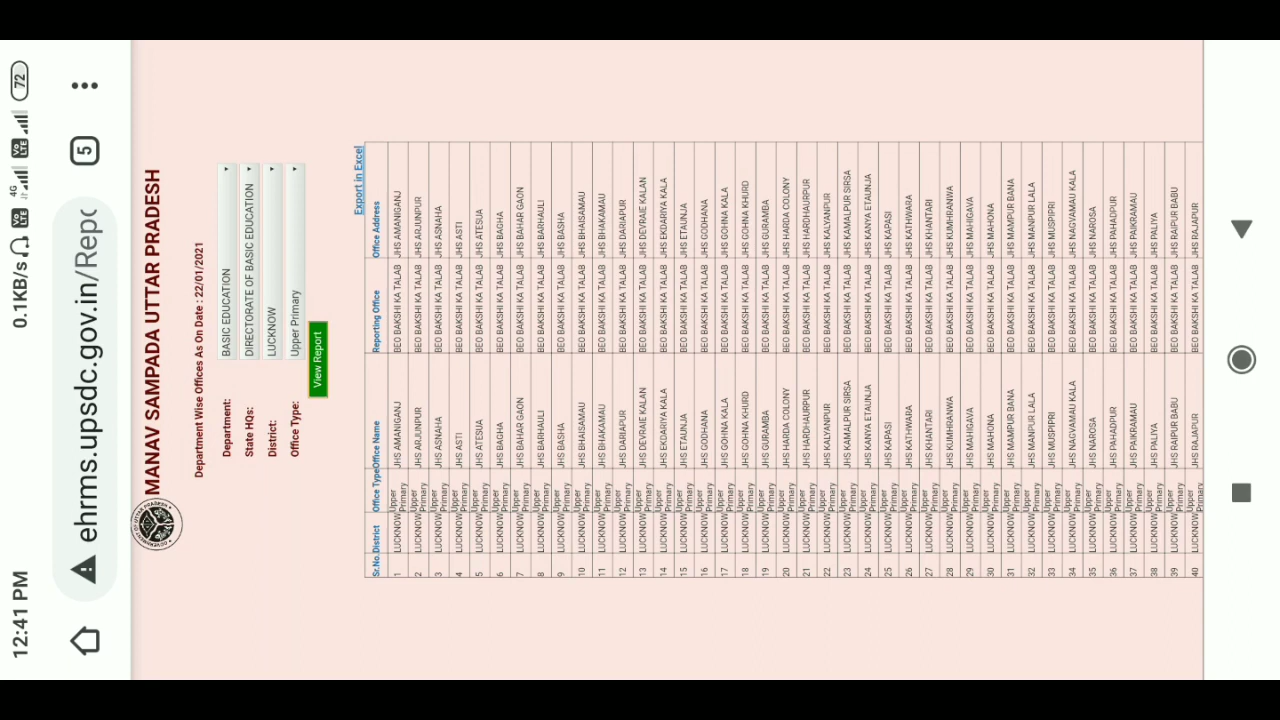 12:41 PM 0.1KB/s 4G Vo LTE Vo LTE 72
ehrms.upsdc.gov.in/Repo 5
MANAV SAMPADA UTTAR PRADESH
Department Wise Offices As On Date : 22/01/2021
Department: BASIC EDUCATION
State HQs: DIRECTORATE OF BASIC EDUCATION
District: LUCKNOW
Office Type: Upper Primary
View Report
Export in Excel
Sr.No. District Office Type Office Name Reporting Office Office Address
1 LUCKNOW Upper Primary JHS AMANIGANJ BEO BAKSHI KA TALAB JHS AMANIGANJ
2 LUCKNOW Upper Primary JHS ARJUNPUR BEO BAKSHI KA TALAB JHS ARJUNPUR
3 LUCKNOW Upper Primary JHS ASNAHA BEO BAKSHI KA TALAB JHS ASNAHA
4 LUCKNOW Upper Primary JHS ASTI BEO BAKSHI KA TALAB JHS ASTI
5 LUCKNOW Upper Primary JHS ATESUA BEO BAKSHI KA TALAB JHS ATESUA
6 LUCKNOW Upper Primary JHS BAGHA BEO BAKSHI KA TALAB JHS BAGHA
7 LUCKNOW Upper Primary JHS BAHAR GAON BEO BAKSHI KA TALAB JHS BAHAR GAON
8 LUCKNOW Upper Primary JHS BARHAULI BEO BAKSHI KA TALAB JHS BARHAULI
9 LUCKNOW Upper Primary JHS BASHA BEO BAKSHI KA TALAB JHS BASHA
10 LUCKNOW Upper Primary JHS BHAISAMAU BEO BAKSHI KA TALAB JHS BHAISAMAU
11 LUCKNOW Upper Primary JHS BHAKAMAU BEO BAKSHI KA TALAB JHS BHAKAMAU
12 LUCKNOW Upper Primary JHS DARIAPUR BEO BAKSHI KA TALAB JHS DARIAPUR
13 LUCKNOW Upper Primary JHS DEVRAIE KALAN BEO BAKSHI KA TALAB JHS DEVRAIE KALAN
14 LUCKNOW Upper Primary JHS EKDARIYA KALA BEO BAKSHI KA TALAB JHS EKDARIYA KALA
15 LUCKNOW Upper Primary JHS ETAUNJA BEO BAKSHI KA TALAB JHS ETAUNJA
16 LUCKNOW Upper Primary JHS GODHANA BEO BAKSHI KA TALAB JHS GODHANA
17 LUCKNOW Upper Primary JHS GOHNA KALA BEO BAKSHI KA TALAB JHS GOHNA KALA
18 LUCKNOW Upper Primary JHS GOHNA KHURD BEO BAKSHI KA TALAB JHS GOHNA KHURD
19 LUCKNOW Upper Primary JHS GURAMBA BEO BAKSHI KA TALAB JHS GURAMBA
20 LUCKNOW Upper Primary JHS HARDA COLONY BEO BAKSHI KA TALAB JHS HARDA COLONY
21 LUCKNOW Upper Primary JHS HARDHAURPUR BEO BAKSHI KA TALAB JHS HARDHAURPUR
22 LUCKNOW Upper Primary JHS KALYANPUR BEO BAKSHI KA TALAB JHS KALYANPUR
23 LUCKNOW Upper Primary JHS KAMALPUR SIRSA BEO BAKSHI KA TALAB JHS KAMALPUR SIRSA
24 LUCKNOW Upper Primary JHS KANYA ETAUNJA BEO BAKSHI KA TALAB JHS KANYA ETAUNJA
25 LUCKNOW Upper Primary JHS KAPASI BEO BAKSHI KA TALAB JHS KAPASI
26 LUCKNOW Upper Primary JHS KATHWARA BEO BAKSHI KA TALAB JHS KATHWARA
27 LUCKNOW Upper Primary JHS KHANTARI BEO BAKSHI KA TALAB JHS KHANTARI
28 LUCKNOW Upper Primary JHS KUMHRANWA BEO BAKSHI KA TALAB JHS KUMHRANWA
29 LUCKNOW Upper Primary JHS MAHIGAVA BEO BAKSHI KA TALAB JHS MAHIGAVA
30 LUCKNOW Upper Primary JHS MAHONA BEO BAKSHI KA TALAB JHS MAHONA
31 LUCKNOW Upper Primary JHS MAMPUR BANA BEO BAKSHI KA TALAB JHS MAMPUR BANA
32 LUCKNOW Upper Primary JHS MANPUR LALA BEO BAKSHI KA TALAB JHS MANPUR LALA
33 LUCKNOW Upper Primary JHS MUSPIPRI BEO BAKSHI KA TALAB JHS MUSPIPRI
34 LUCKNOW Upper Primary JHS NAGVAMAU KALA BEO BAKSHI KA TALAB JHS NAGVAMAU KALA
35 LUCKNOW Upper Primary JHS NAROSA BEO BAKSHI KA TALAB JHS NAROSA
36 LUCKNOW Upper Primary JHS PAHADPUR BEO BAKSHI KA TALAB JHS PAHADPUR
37 LUCKNOW Upper Primary JHS PAIKRAMAU BEO BAKSHI KA TALAB JHS PAIKRAMAU
38 LUCKNOW Upper Primary JHS PALIYA BEO BAKSHI KA TALAB JHS PALIYA
39 LUCKNOW Upper Primary JHS RAIPUR BABU BEO BAKSHI KA TALAB JHS RAIPUR BABU
40 LUCKNOW Upper Primary JHS RAJAPUR BEO BAKSHI KA TALAB JHS RAJAPUR